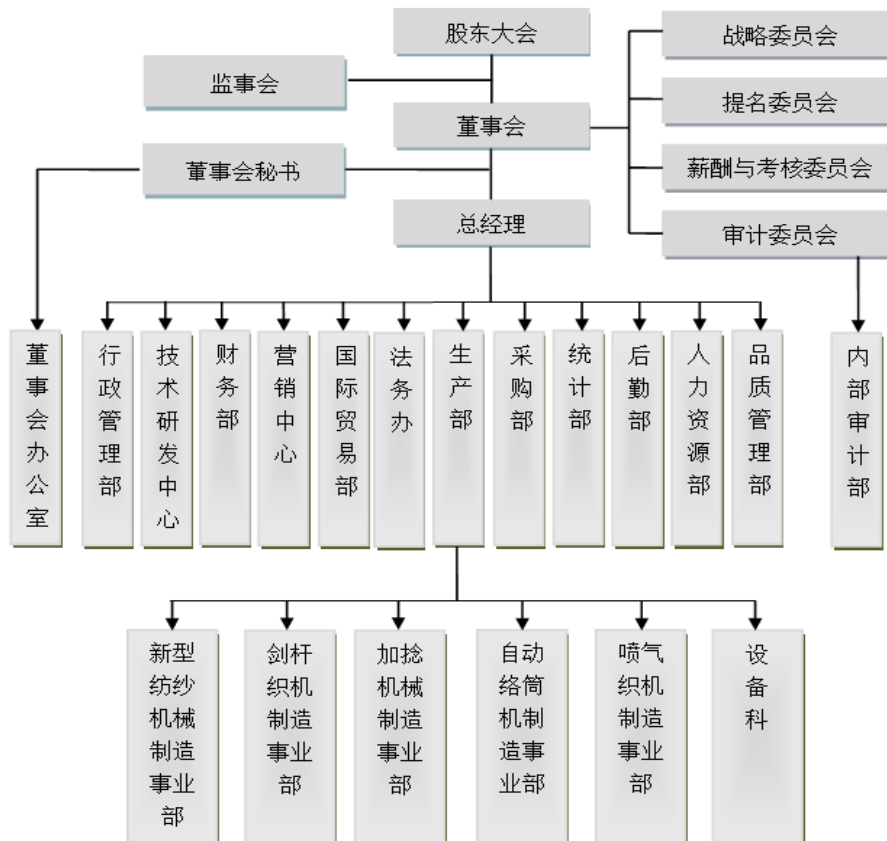 股东大会
战略委员会
监事会
提名委员会
董事会
董事会秘书
薪酬与考核委员会
总经理
审计委员会
董事会办公室
行政管理部
技术研发中心
财务部
营销中心
国际贸易部
法务办
生产部
采购部
统计部
后勤部
人力资源部
品质管理部
内部审计部
新型
纺纱
机械
制造
事业
部
剑杆
织机
制造
事业
部
加捻
机械
制造
事业
部
自动
络筒
机制
造事
业部
喷气
织机
制造
事业
部
设
备
科